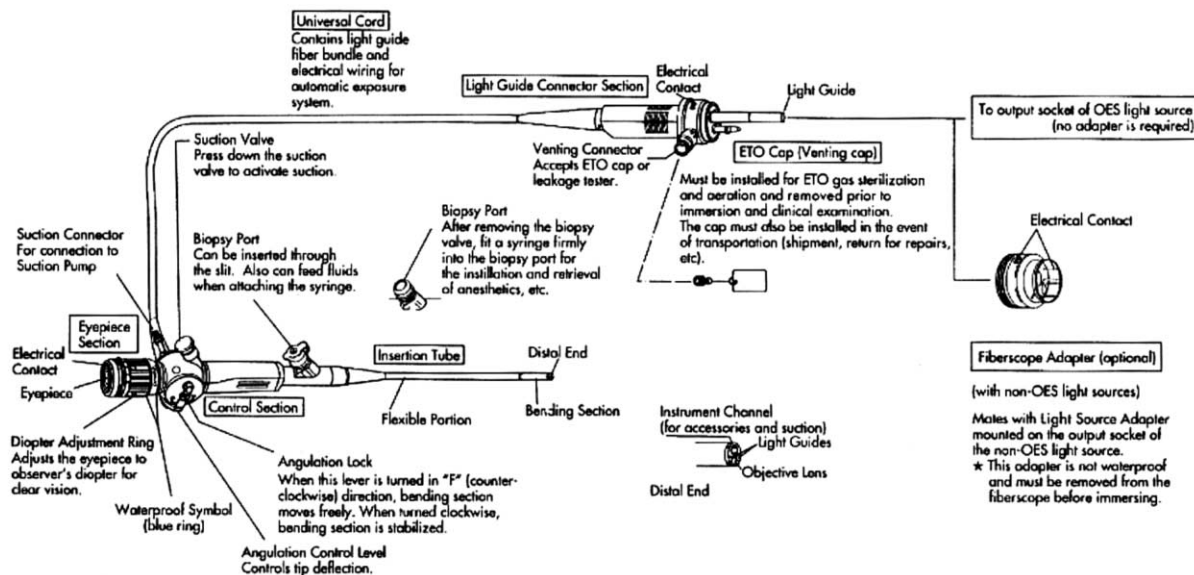 Universal Cord
Contains light guide
fiber bundle and
electrical wiring for
automatic exposure
system.
Light Guide Connector Section
Electrical
Contact
Light Guide
To output socket of OES light source
(no adapter is required)
Suction Valve
Press down the suction
valve to activate suction.
Venting Connector
Accepts ETO cap or
leakage tester.
ETO Cap (Venting cap)
Must be installed for ETO gas sterilization
and aeration and removed prior to
immersion and clinical examination.
The cap must also be installed in the event
of transportation (shipment, return for repairs,
etc).
Electrical Contact
Suction Connector
For connection to
Suction Pump
Biopsy Port
Can be inserted through
the slit. Also can feed fluids
when attaching the syringe.
Biopsy Port
After removing the biopsy
valve, fit a syringe firmly
into the biopsy port for
the instillation and retrieval
of anesthetics, etc.
Eyepiece
Section
Electrical
Contact
Eyepiece
Control Section
Insertion Tube
Distal End
Flexible Portion
Bending Section
Fiberscope Adapter (optional)
(with non-OES light sources)
Mates with Light Source Adapter
mounted on the output socket of
the non-OES light source.
★ This adapter is not waterproof
and must be removed from the
fiberscope before immersing.
Diopter Adjustment Ring
Adjusts the eyepiece to
observer's diopter for
clear vision.
Waterproof Symbol
(blue ring)
Angulation Lock
When this lever is turned in "F" (counter-
clockwise) direction, bending section
moves freely. When turned clockwise,
bending section is stabilized.
Angulation Control Level
Controls tip deflection.
Instrument Channel
(for accessories and suction)
Light Guides
Objective Lens
Distal End